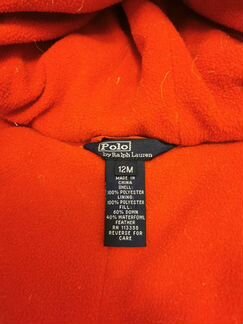 Polo
by Ralph Lauren
12M
MADE IN
CHINA
SHELL:
100% POLYESTER
LINING:
100% POLYESTER
FILL:
60% DOWN
40% WATERFOWL
FEATHER
RN 113338
REVERSE FOR
CARE